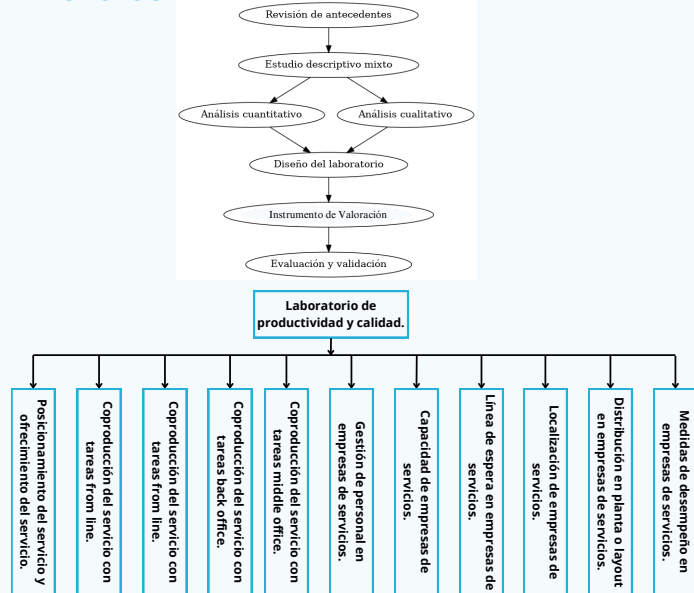 Revisión de antecedentes
Estudio descriptivo mixto
Análisis cuantitativo
Análisis cualitativo
Diseño del laboratorio
Instrumento de Valoración
Evaluación y validación
Laboratorio de
productividad y calidad.
Posicionamiento del servicio y
ofrecimiento del servicio.
Coproducción del servicio con
tareas from line.
Coproducción del servicio con
tareas from line.
Coproducción del servicio con
tareas back office.
Coproducción del servicio con
tareas middle office.
Gestión de personal en
empresas de servicios.
Capacidad de empresas de
servicios.
Línea de espera en empresas de
servicios.
Localización de empresas de
servicios.
Distribución en planta o layout
en empresas de servicios.
Medidas de desempeño en
empresas de servicios.